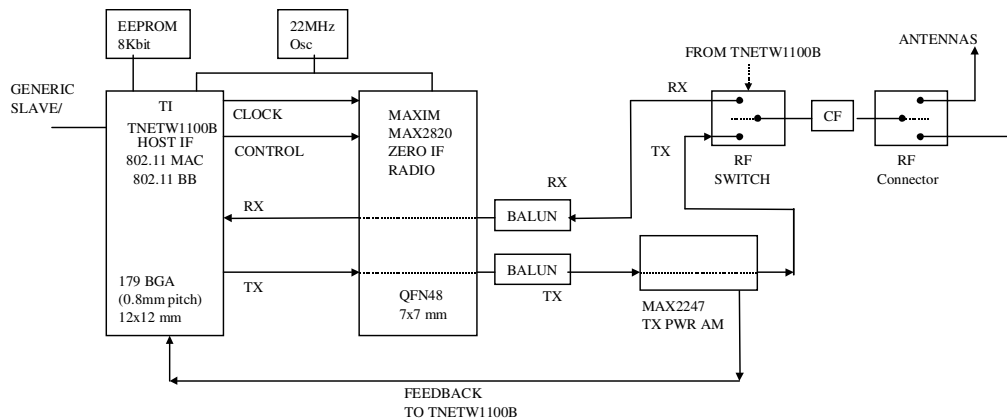 EEPROM
8Kbit
22MHz
Osc
FROM TNETW1100B
ANTENNAS
GENERIC
SLAVE/
TI
TNETW1100B
HOST IF
802.11 MAC
802.11 BB
179 BGA
(0.8mm pitch)
12x12 mm
CLOCK
CONTROL
RX
TX
MAXIM
MAX2820
ZERO IF
RADIO
QFN48
7x7 mm
RX
BALUN
BALUN
TX
RX
TX
RF
SWITCH
CF
RF
Connector
MAX2247
TX PWR AM
FEEDBACK
TO TNETW1100B